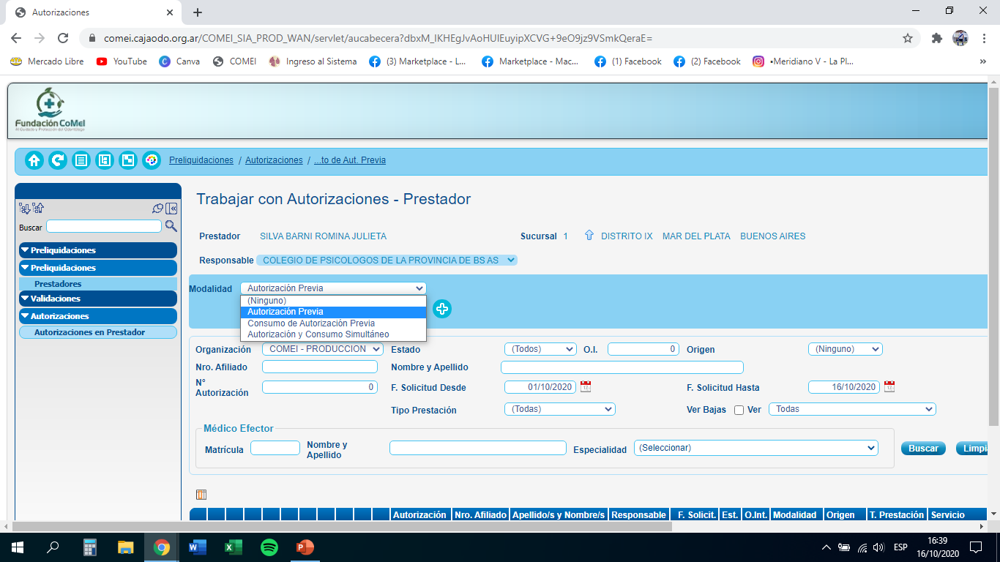 Autorizaciones
comei.cajaodo.org.ar/COMEI_SIA_PROD_WAN/servlet/aucabecera?dbxM_IKHEgJvAoHUIEuyipXCVG+9eO9jz9VSmkQeraE=
Mercado Libre YouTube Canva COMEI Ingreso al Sistema (3) Marketplace - L... Marketplace - Mac... (1) Facebook (2) Facebook •Meridiano V - La Pl...
Fundación CoMeI
Al Cuidado y Protección del Odontólogo
Preliquidaciones / Autorizaciones / ...to de Aut. Previa
Trabajar con Autorizaciones - Prestador
Buscar
Preliquidaciones
Preliquidaciones
Prestadores
Validaciones
Autorizaciones
Autorizaciones en Prestador
Prestador SILVA BARNI ROMINA JULIETA Sucursal 1 DISTRITO IX MAR DEL PLATA BUENOS AIRES
Responsable COLEGIO DE PSICOLOGOS DE LA PROVINCIA DE BS AS
Modalidad Autorización Previa
(Ninguno)
Autorización Previa
Consumo de Autorización Previa
Autorización y Consumo Simultáneo
Organización COMEI - PRODUCCION Estado (Todos) O.I. 0 Origen (Ninguno)
Nro. Afiliado Nombre y Apellido
N° Autorización 0 F. Solicitud Desde 01/10/2020 F. Solicitud Hasta 16/10/2020
Tipo Prestación (Todas) Ver Bajas Ver Todas
Médico Efector
Matrícula Nombre y Apellido Especialidad (Seleccionar) Buscar Limpi
Autorización Nro. Afiliado Apellido/s y Nombre/s Responsable F. Solicit. Est. O.Int. Modalidad Origen T. Prestación Servicio
ESP 16:39
16/10/2020